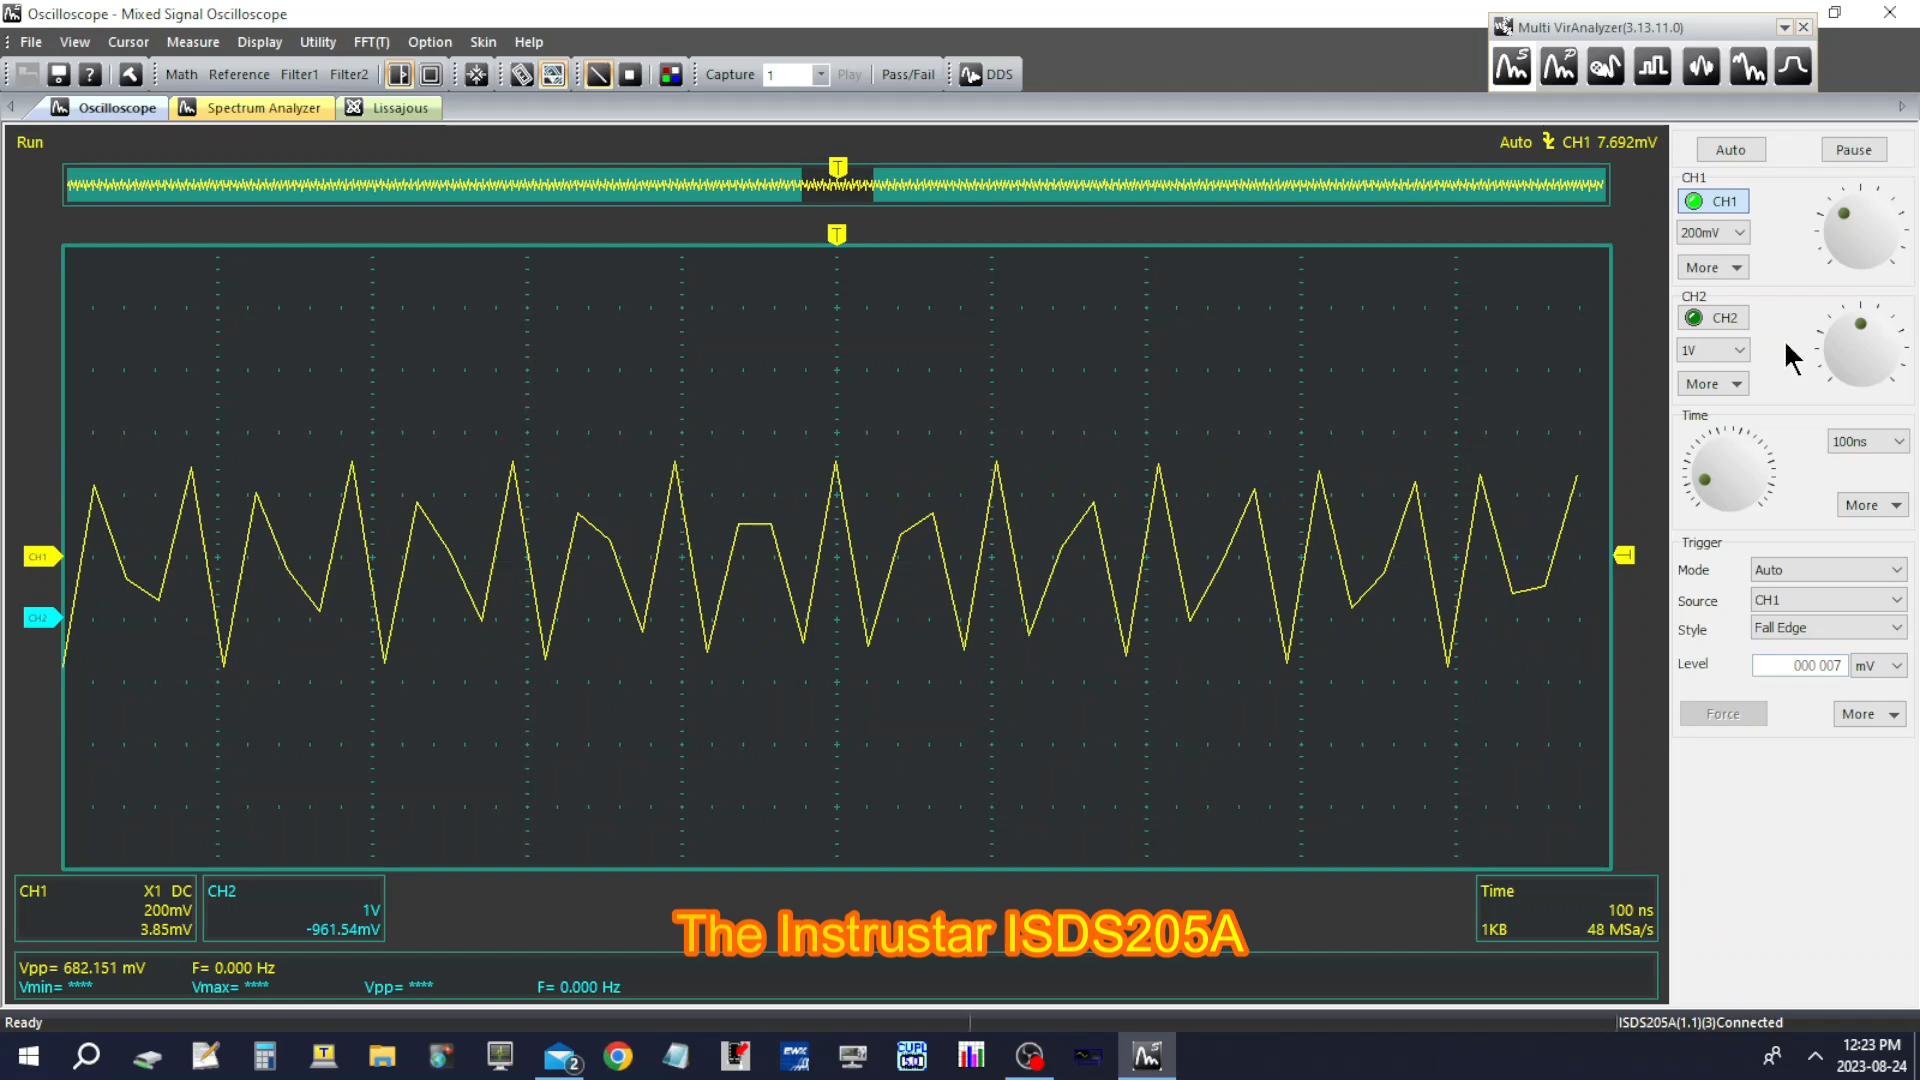 Oscilloscope - Mixed Signal Oscilloscope
Multi VirAnalyzer(3.13.11.0)
File View Cursor Measure Display Utility FFT(T) Option Skin Help
Math Reference Filter1 Filter2 Capture 1 Play Pass/Fail DDS
Oscilloscope Spectrum Analyzer Lissajous
Run
Auto CH1 7.692mV
T
T
CH1
CH2
Auto Pause
CH1
CH1
200mV
More
CH2
CH2
1V
More
Time
100ns
More
Trigger
Mode Auto
Source CH1
Style Fall Edge
Level 000 007 mV
Force More
CH1 X1 DC
200mV
3.85mV
CH2
1V
-961.54mV
The Instrustar ISDS205A
Time
100 ns
1KB 48 MSa/s
Vpp= 682.151 mV F= 0.000 Hz
Vmin= **** Vmax= **** Vpp= **** F= 0.000 Hz
Ready
ISDS205A(1.1)(3)Connected
T
2
EWX
CUPL
5.0
12:23 PM
2023-08-24